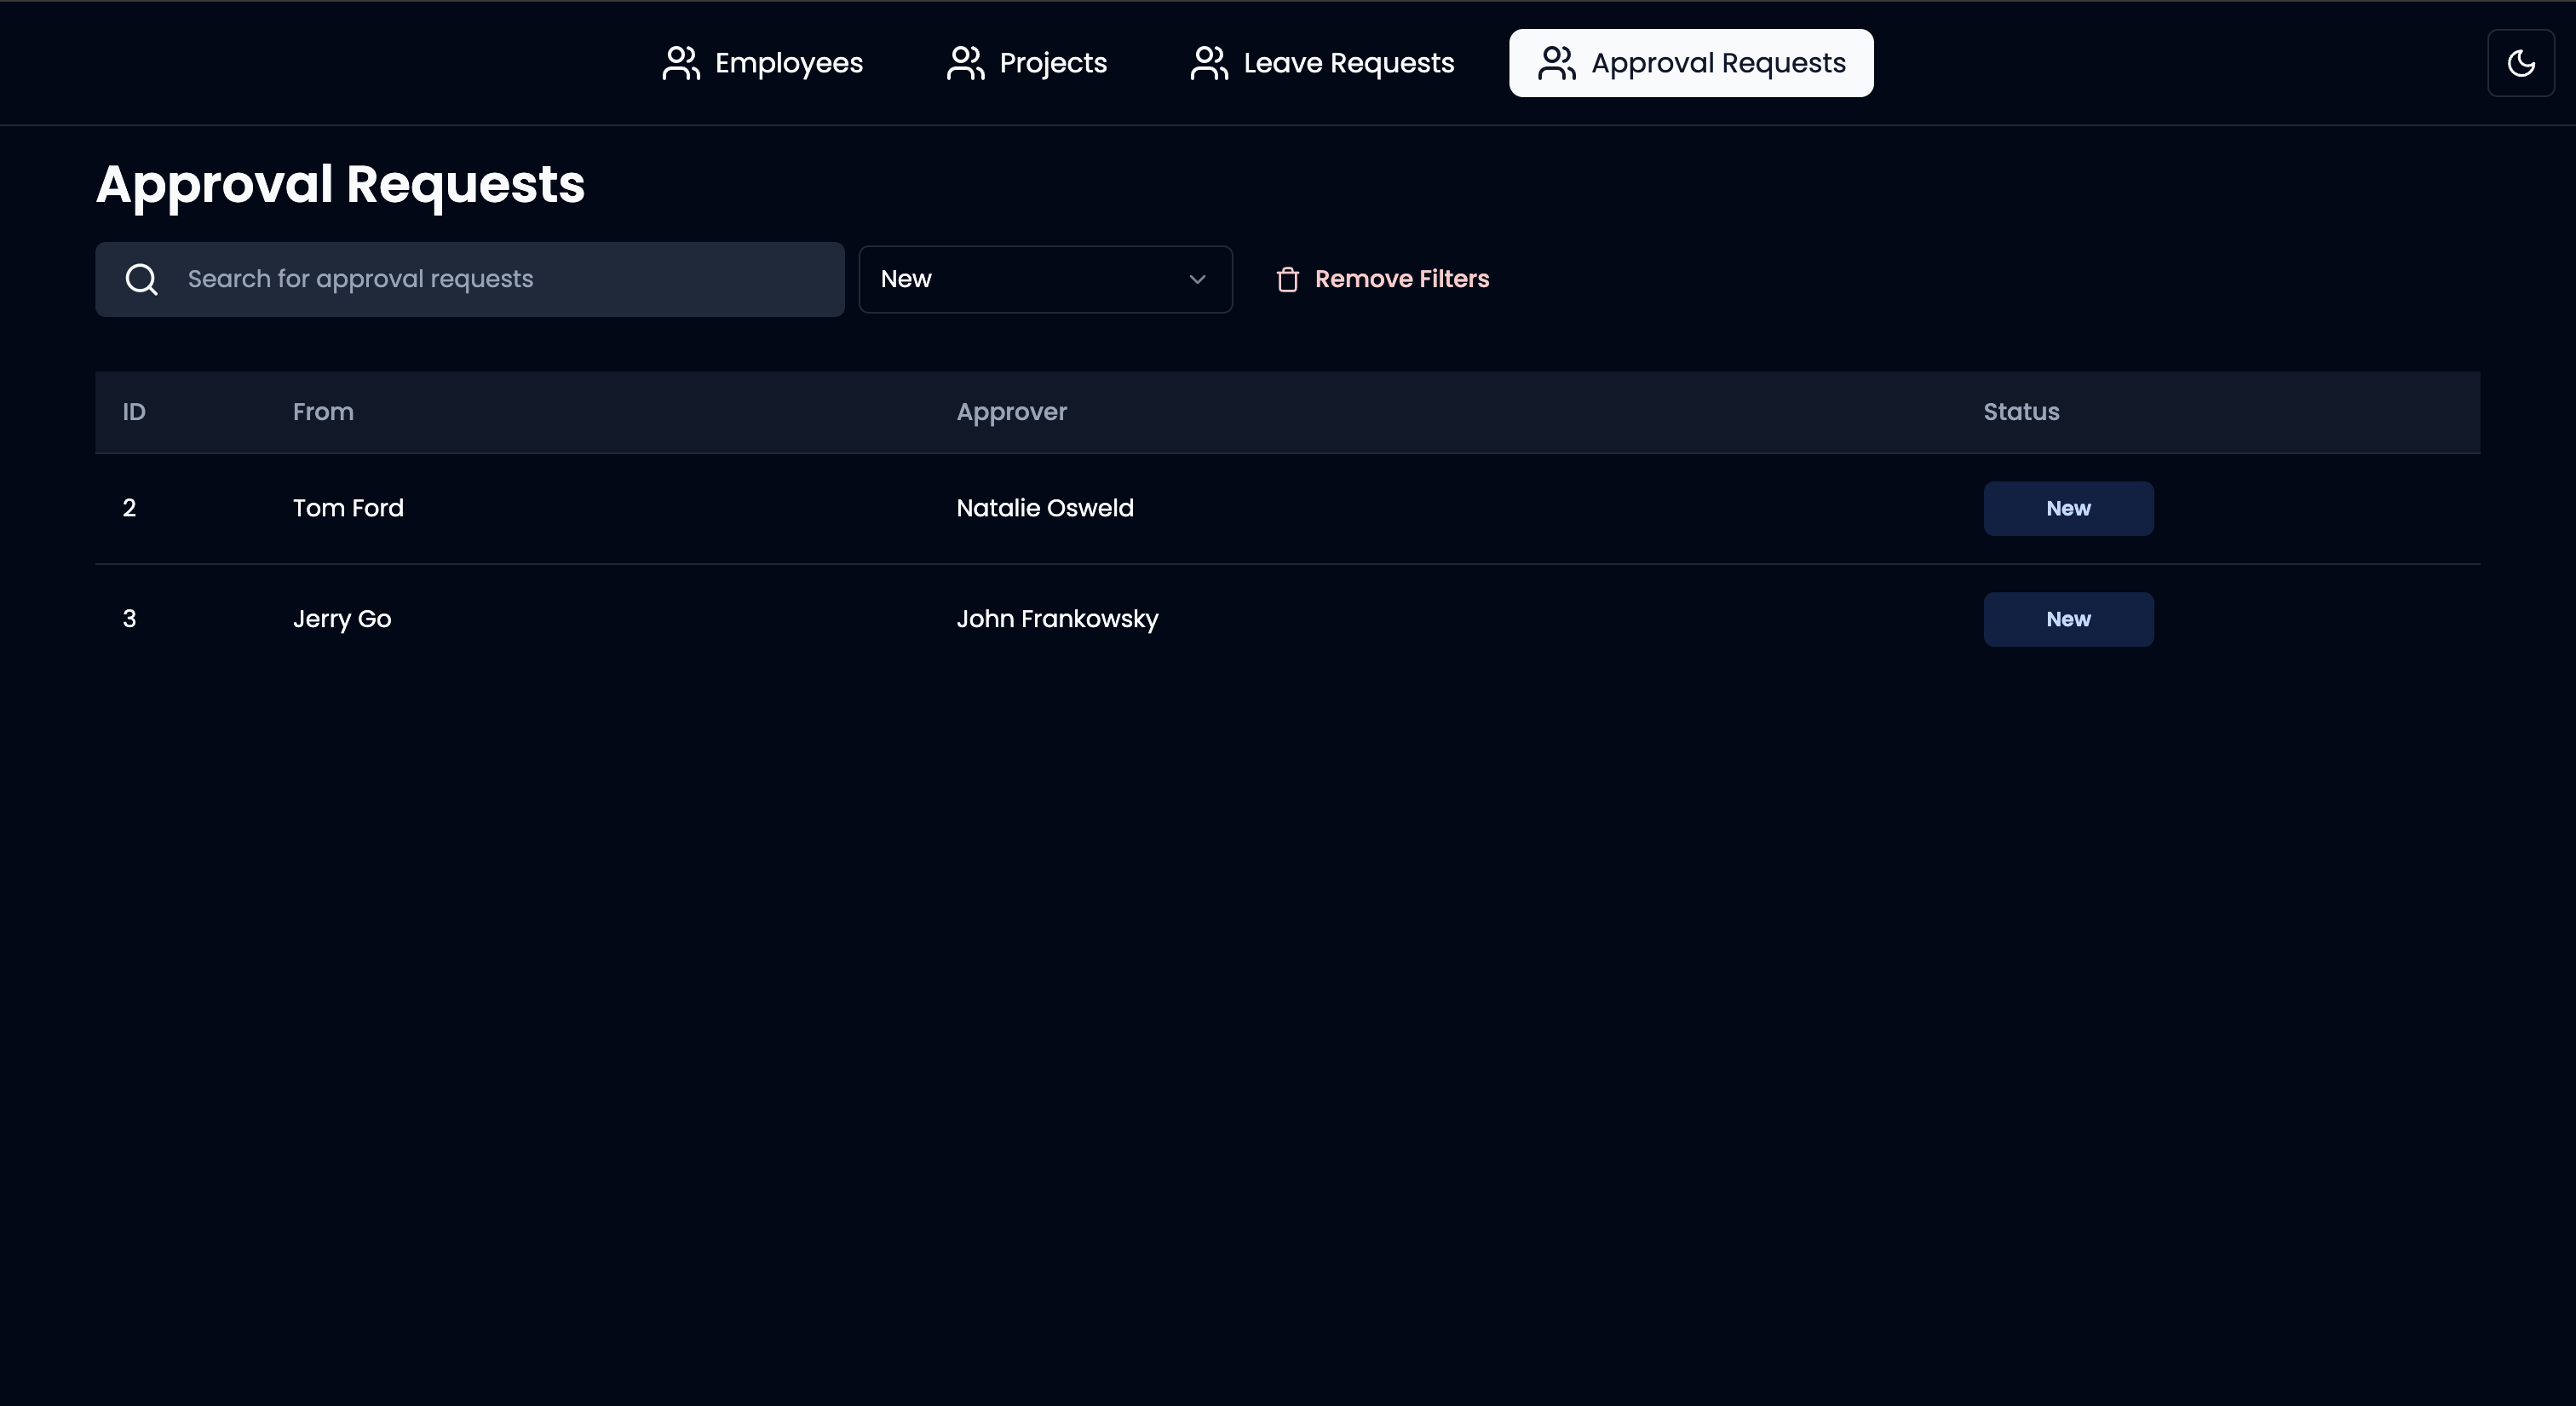 Employees Projects Leave Requests Approval Requests
Approval Requests
Search for approval requests New Remove Filters
ID From Approver Status
2 Tom Ford Natalie Osweld New
3 Jerry Go John Frankowsky New